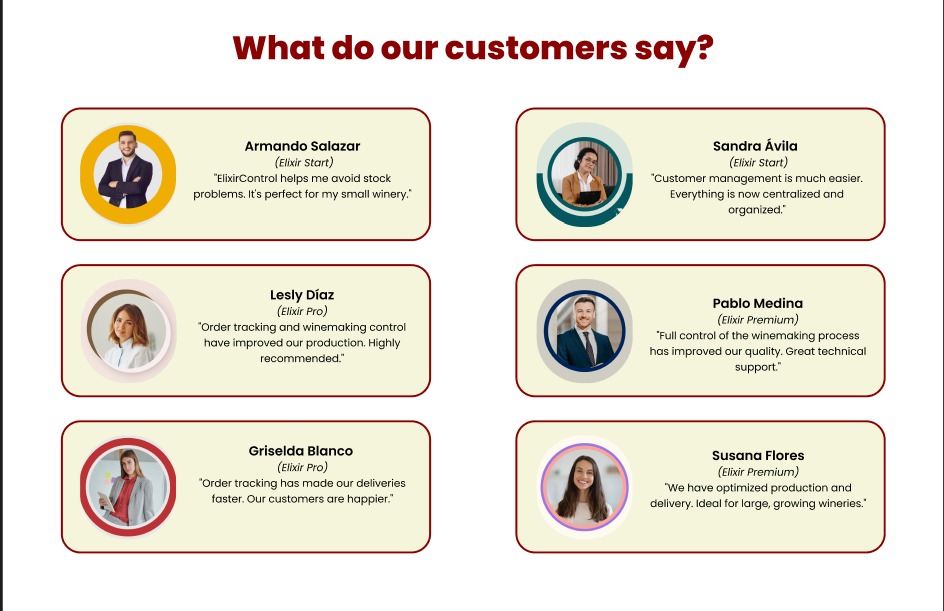 What do our customers say?
Armando Salazar
(Elixir Start)
"ElixirControl helps me avoid stock
problems. It's perfect for my small winery."
Sandra Ávila
(Elixir Start)
"Customer management is much easier.
Everything is now centralized and
organized."
Lesly Díaz
(Elixir Pro)
"Order tracking and winemaking control
have improved our production. Highly
recommended."
Pablo Medina
(Elixir Premium)
"Full control of the winemaking process
has improved our quality. Great technical
support."
Griselda Blanco
(Elixir Pro)
"Order tracking has made our deliveries
faster. Our customers are happier."
Susana Flores
(Elixir Premium)
"We have optimized production and
delivery. Ideal for large, growing wineries."